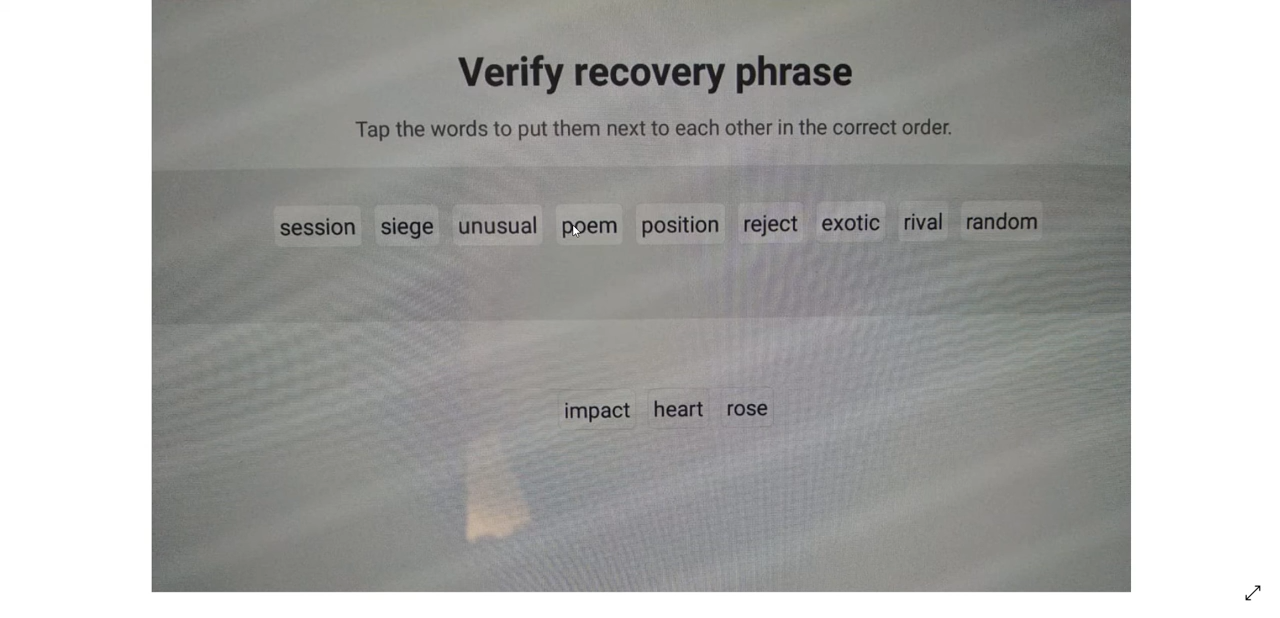 Verify recovery phrase
Tap the words to put them next to each other in the correct order.
session siege unusual poem position reject exotic rival random
impact heart rose